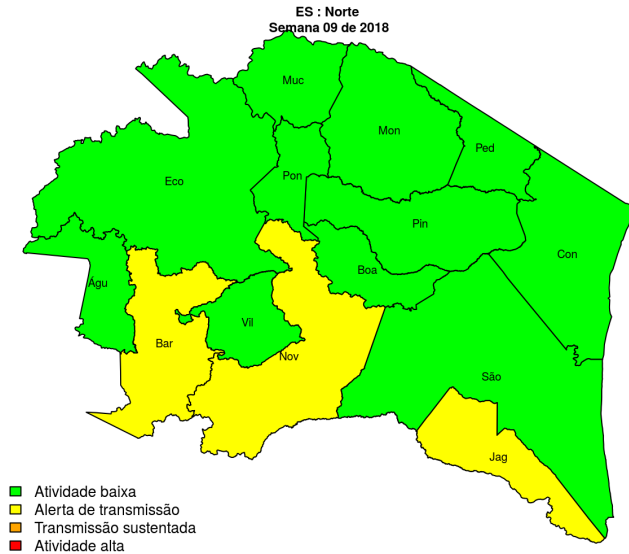 ES : Norte
Semana 09 de 2018
Muc
Mon
Ped
Eco
Pon
Pin
Con
Boa
Águ
Vil
Bar
Nov
São
Jag
Atividade baixa
Alerta de transmissão
Transmissão sustentada
Atividade alta